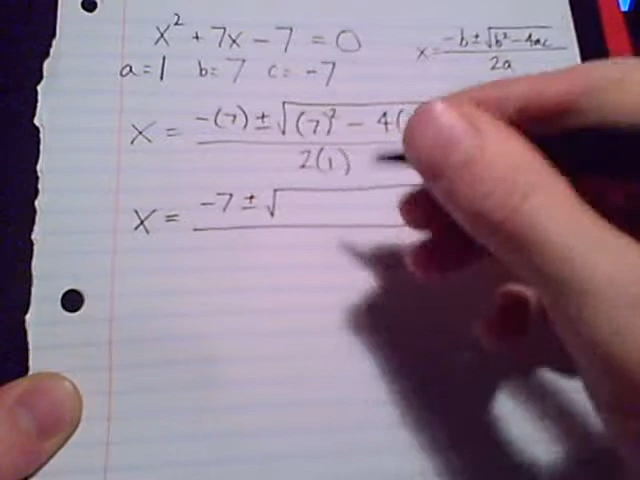 x² + 7x - 7 = 0
x = -b ± √b² - 4ac / 2a
a = 1 b = 7 c = -7
x = -(7) ± √(7)² - 4( / 2(1)
x = -7 ± √